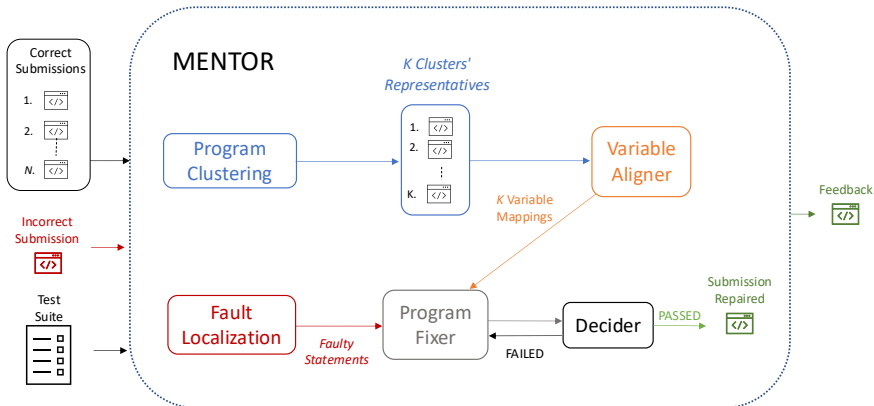 Correct
Submissions
1.
</>
2.
</>
N.
</>
Incorrect
Submission
</>
Test
Suite
MENTOR
Program
Clustering
K Clusters'
Representatives
1.
</>
2.
</>
K.
</>
Variable
Aligner
K Variable
Mappings
Fault
Localization
Faulty
Statements
Program
Fixer
FAILED
Decider
PASSED
Submission
Repaired
</>
Feedback
</>